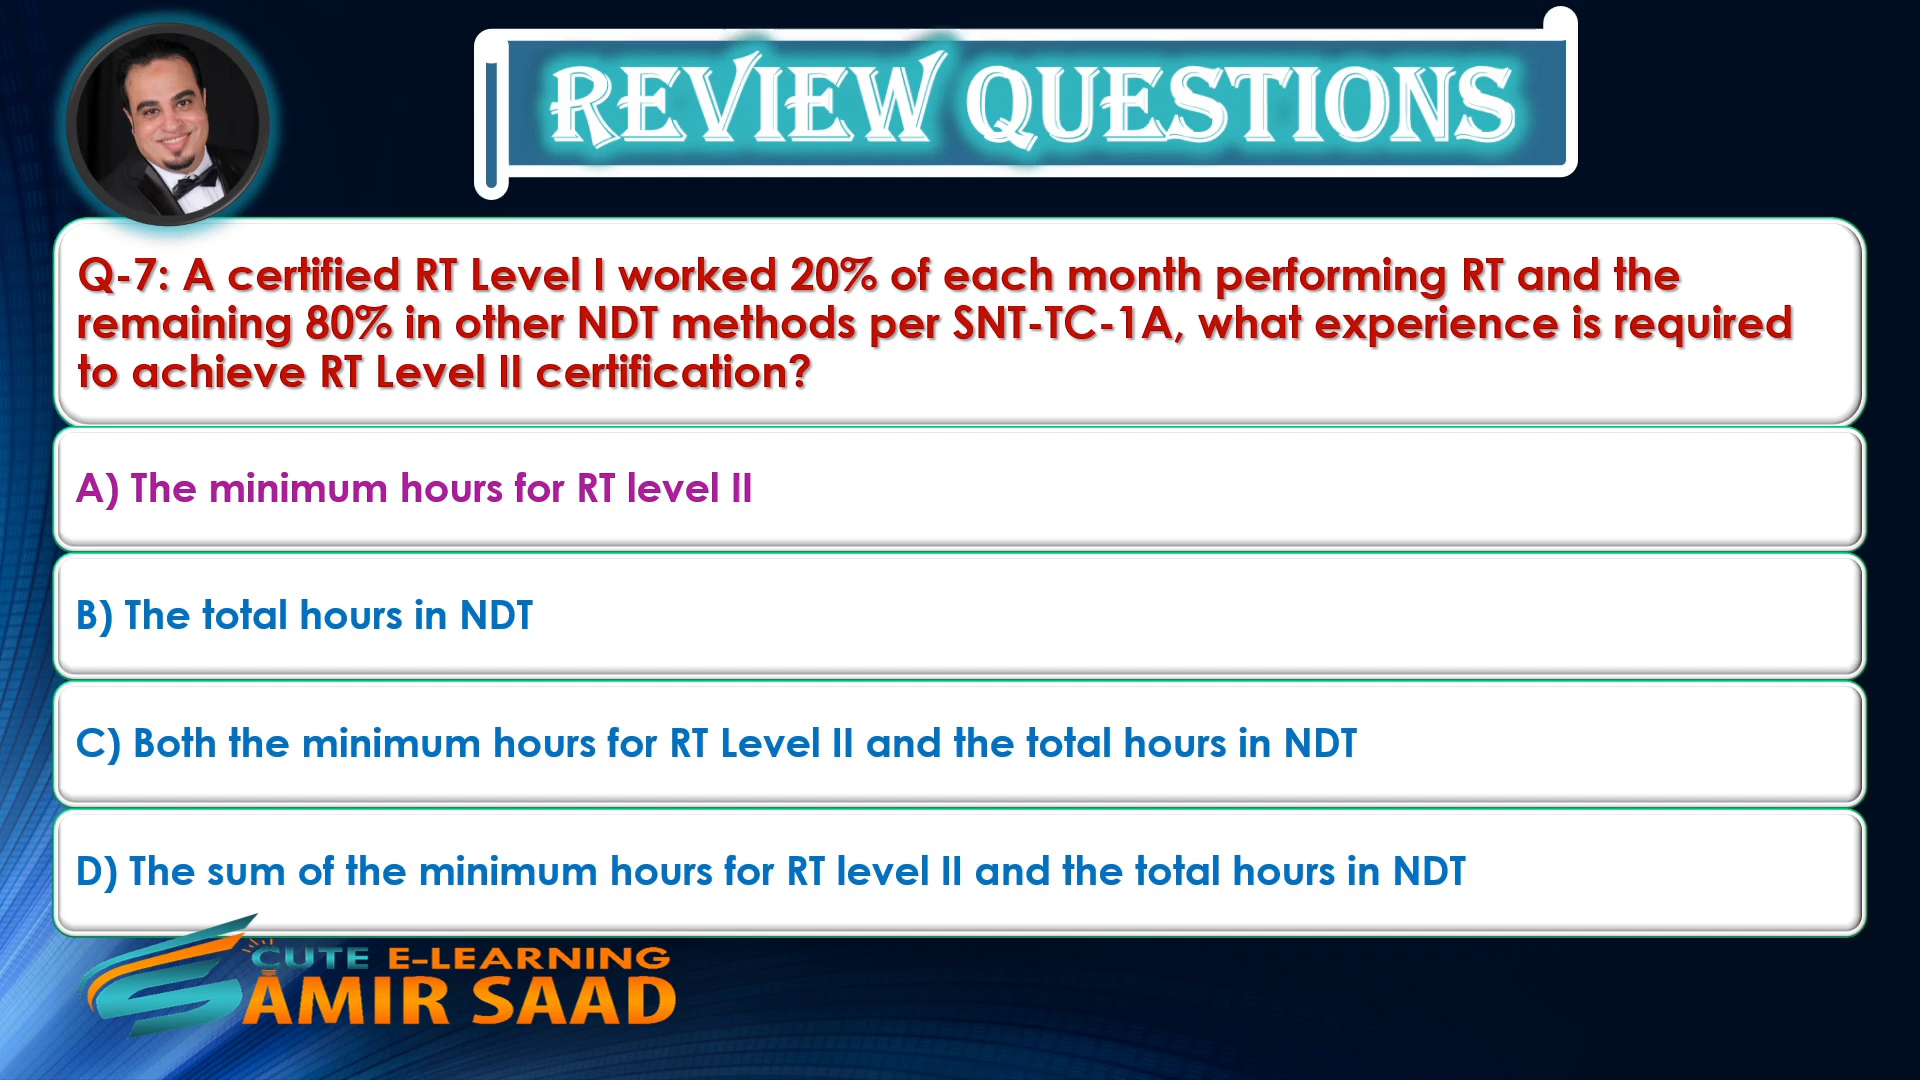 REVIEW QUESTIONS
Q-7: A certified RT Level I worked 20% of each month performing RT and the
remaining 80% in other NDT methods per SNT-TC-1A, what experience is required
to achieve RT Level II certification?
A) The minimum hours for RT level II
B) The total hours in NDT
C) Both the minimum hours for RT Level II and the total hours in NDT
D) The sum of the minimum hours for RT level II and the total hours in NDT
CUTE E-LEARNING
AMIR SAAD